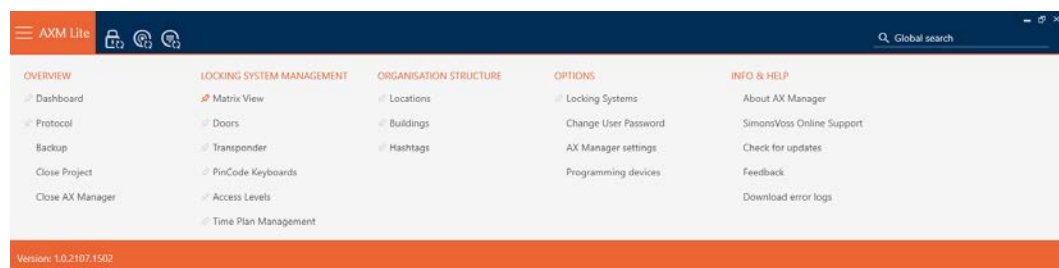 AXM Lite
Global search
OVERVIEW
Dashboard
Protocol
Backup
Close Project
Close AX Manager
LOCKING SYSTEM MANAGEMENT
Matrix View
Doors
Transponder
PinCode Keyboards
Access Levels
Time Plan Management
ORGANISATION STRUCTURE
Locations
Buildings
Hashtags
OPTIONS
Locking Systems
Change User Password
AX Manager settings
Programming devices
INFO & HELP
About AX Manager
SimonsVoss Online Support
Check for updates
Feedback
Download error logs
Version: 1.0.2107.1502